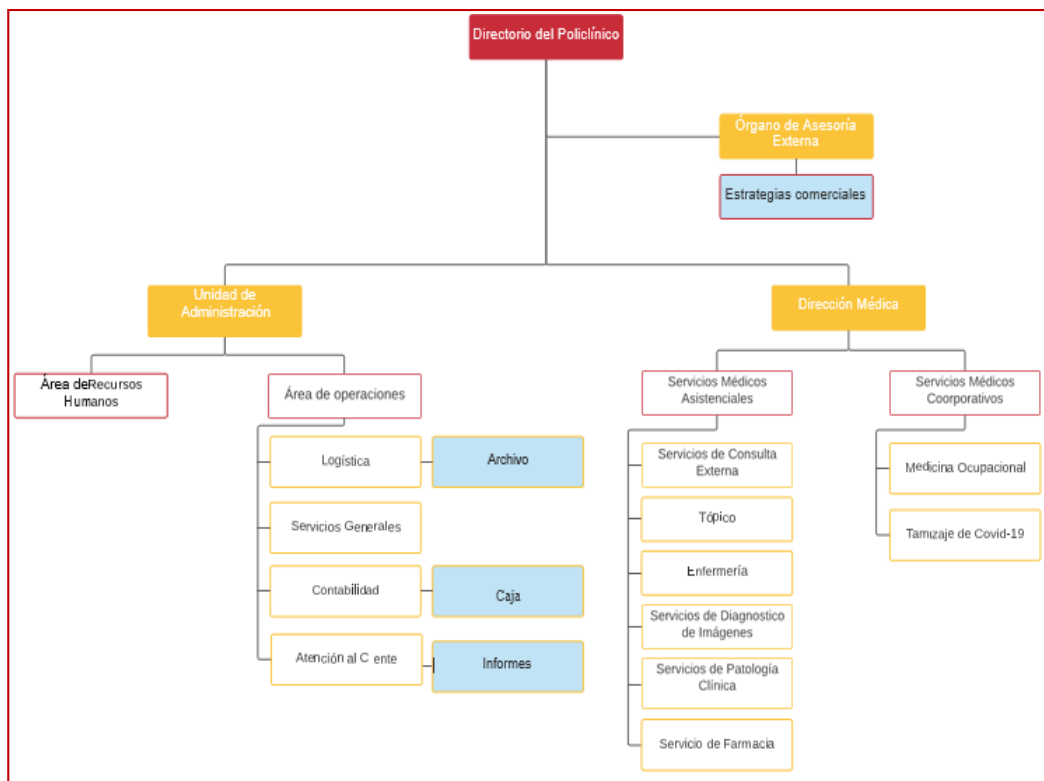 Directorio del Policlínico
Órgano de Asesoría
Externa
Estrategias comerciales
Unidad de
Administración
Dirección Médica
Área de Recursos
Humanos
Área de operaciones
Servicios Médicos
Asistenciales
Servicios Médicos
Coorporativos
Logística
Archivo
Servicios Generales
Contabilidad
Caja
Atención al C ente
Informes
Servicios de Consulta
Externa
Tópico
Enfermería
Servicios de Diagnostico
de Imágenes
Servicios de Patología
Clínica
Servicio de Farmacia
Medicina Ocupacional
Tamizaje de Covid-19